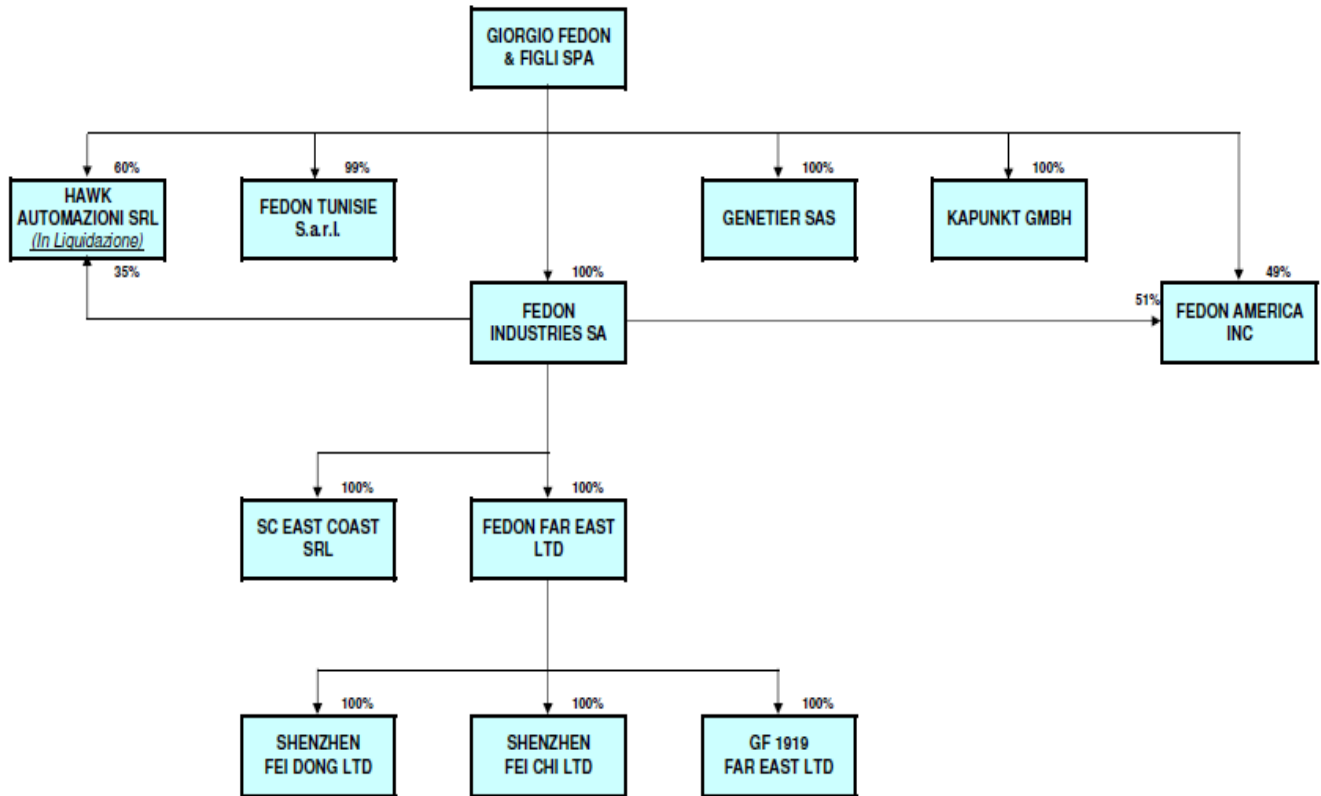 GIORGIO FEDON
& FIGLI SPA
60%
99%
100%
100%
HAWK
AUTOMAZIONI SRL
(In Liquidazione)
FEDON TUNISIE
S.a.r.l.
GENETIER SAS
KAPUNKT GMBH
35%
100%
49%
51%
FEDON
INDUSTRIES SA
FEDON AMERICA
INC
100%
100%
SC EAST COAST
SRL
FEDON FAR EAST
LTD
100%
100%
100%
SHENZHEN
FEI DONG LTD
SHENZHEN
FEI CHI LTD
GF 1919
FAR EAST LTD